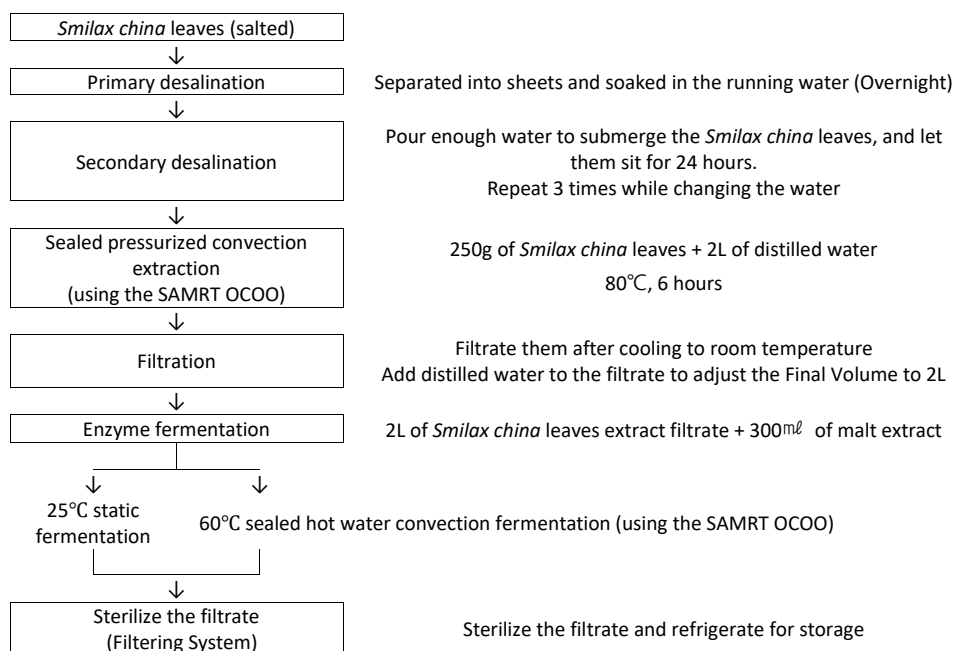 Smilax china leaves (salted)
Primary desalination
Separated into sheets and soaked in the running water (Overnight)
Secondary desalination
Pour enough water to submerge the Smilax china leaves, and let
them sit for 24 hours.
Repeat 3 times while changing the water
Sealed pressurized convection
extraction
(using the SAMRT OCOO)
250g of Smilax china leaves + 2L of distilled water
80℃, 6 hours
Filtration
Filtrate them after cooling to room temperature
Add distilled water to the filtrate to adjust the Final Volume to 2L
Enzyme fermentation
2L of Smilax china leaves extract filtrate + 300㎖ of malt extract
25℃ static
fermentation
60℃ sealed hot water convection fermentation (using the SAMRT OCOO)
Sterilize the filtrate
(Filtering System)
Sterilize the filtrate and refrigerate for storage